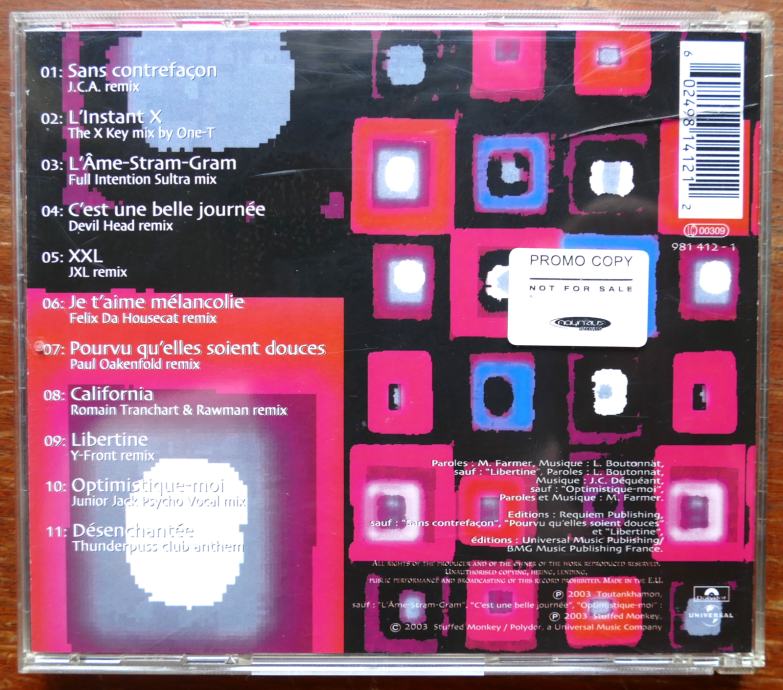 01: Sans contrefaçon
J.C.A. remix
02: L'Instant X
The X Key mix by One-T
03: L'Âme-Stram-Gram
Full Intention Sultra mix
04: C'est une belle journée
Devil Head remix
05: XXL
JXL remix
06: Je t'aime mélancolie
Felix Da Housecat remix
07: Pourvu qu'elles soient douces
Paul Oakenfold remix
08: California
Romain Tranchart & Rawman remix
09: Libertine
Y-Front remix
10: Optimistique-moi
Junior Jack Psycho Vocal mix
11: Désenchantée
Thunderpuss club anthem
6 02498 14121 2
LC 00309
981 412 - 1
PROMO COPY
NOT FOR SALE
Paroles : M. Farmer, Musique : L. Boutonnat,
sauf : "Libertine", Paroles : L. Boutonnat,
Musique : J.C. Déquéant,
sauf : "Optimistique-moi",
Paroles et Musique : M. Farmer.
Editions : Requiem Publishing,
sauf : "Sans contrefaçon", "Pourvu qu'elles soient douces"
et "Libertine",
éditions : Universal Music Publishing/
BMG Music Publishing France.
All rights of the producer and of the owner of the work reproduced reserved.
Unauthorised copying, hiring, lending,
public performance and broadcasting of this record prohibited. Made in the E.U.
℗ 2003 Toutankhamon,
sauf : "L'Âme-Stram-Gram", "C'est une belle journée", "Optimistique-moi" :
℗ 2003 Stuffed Monkey.
© 2003 Stuffed Monkey / Polydor, a Universal Music Company
Polydor
UNIVERSAL